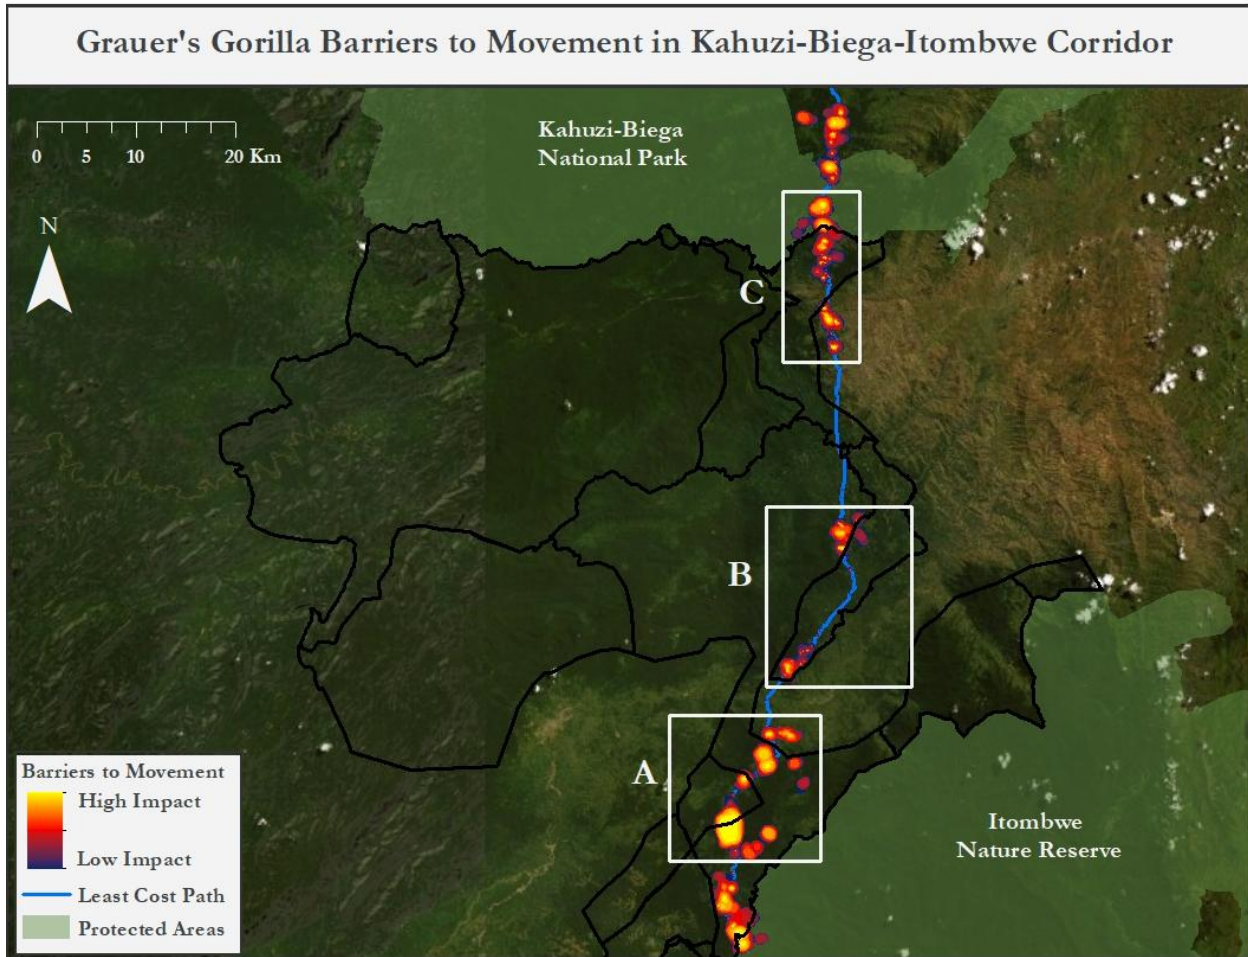 Grauer's Gorilla Barriers to Movement in Kahuzi-Biega-Itombwe Corridor
0 5 10 20 Km
N
Kahuzi-Biega
National Park
C
B
A
Itombwe
Nature Reserve
Barriers to Movement
High Impact
Low Impact
Least Cost Path
Protected Areas